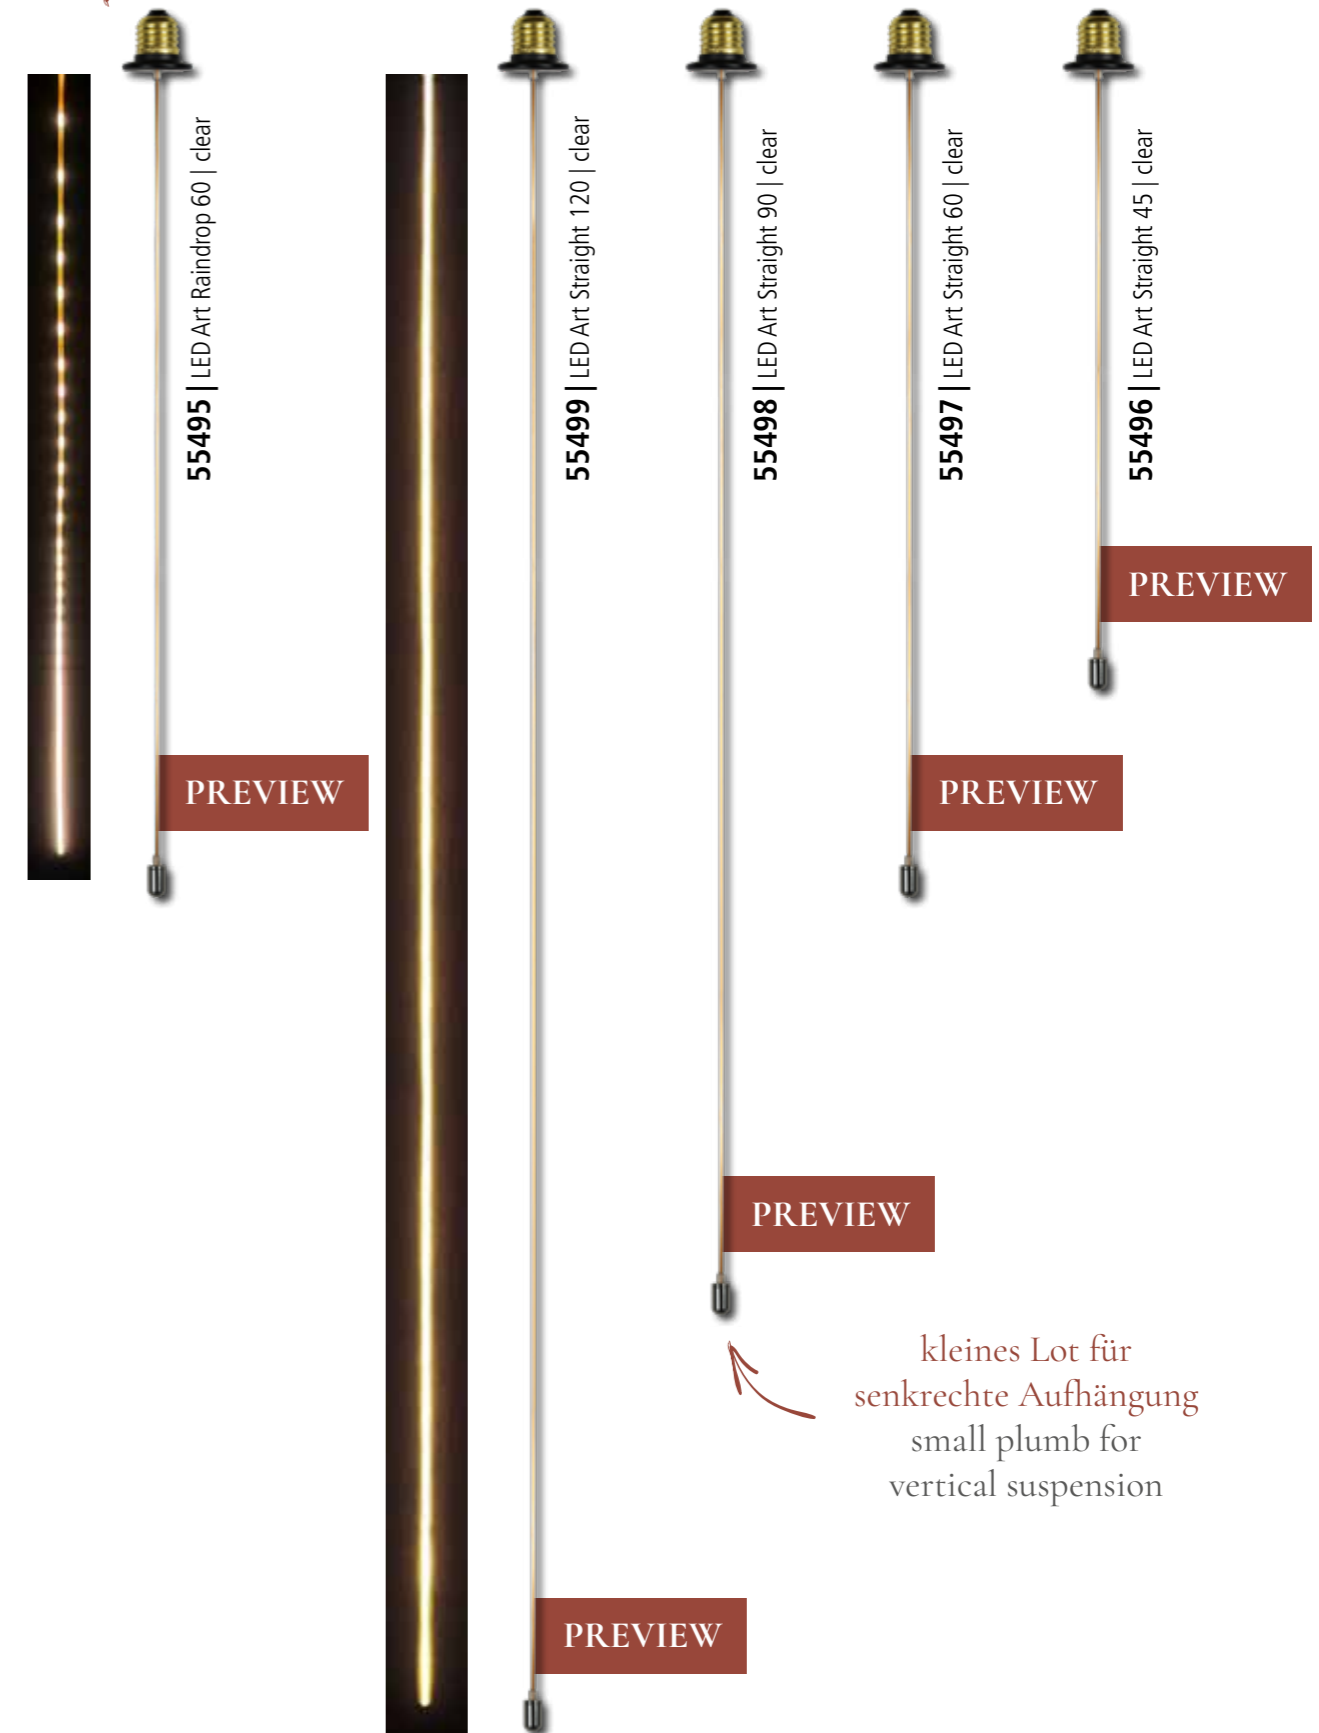 55495 | LED Art Raindrop 60 | clear
55499 | LED Art Straight 120 | clear
55498 | LED Art Straight 90 | clear
55497 | LED Art Straight 60 | clear
55496 | LED Art Straight 45 | clear
PREVIEW
PREVIEW
PREVIEW
PREVIEW
kleines Lot für
senkrechte Aufhängung
small plumb for
vertical suspension
PREVIEW